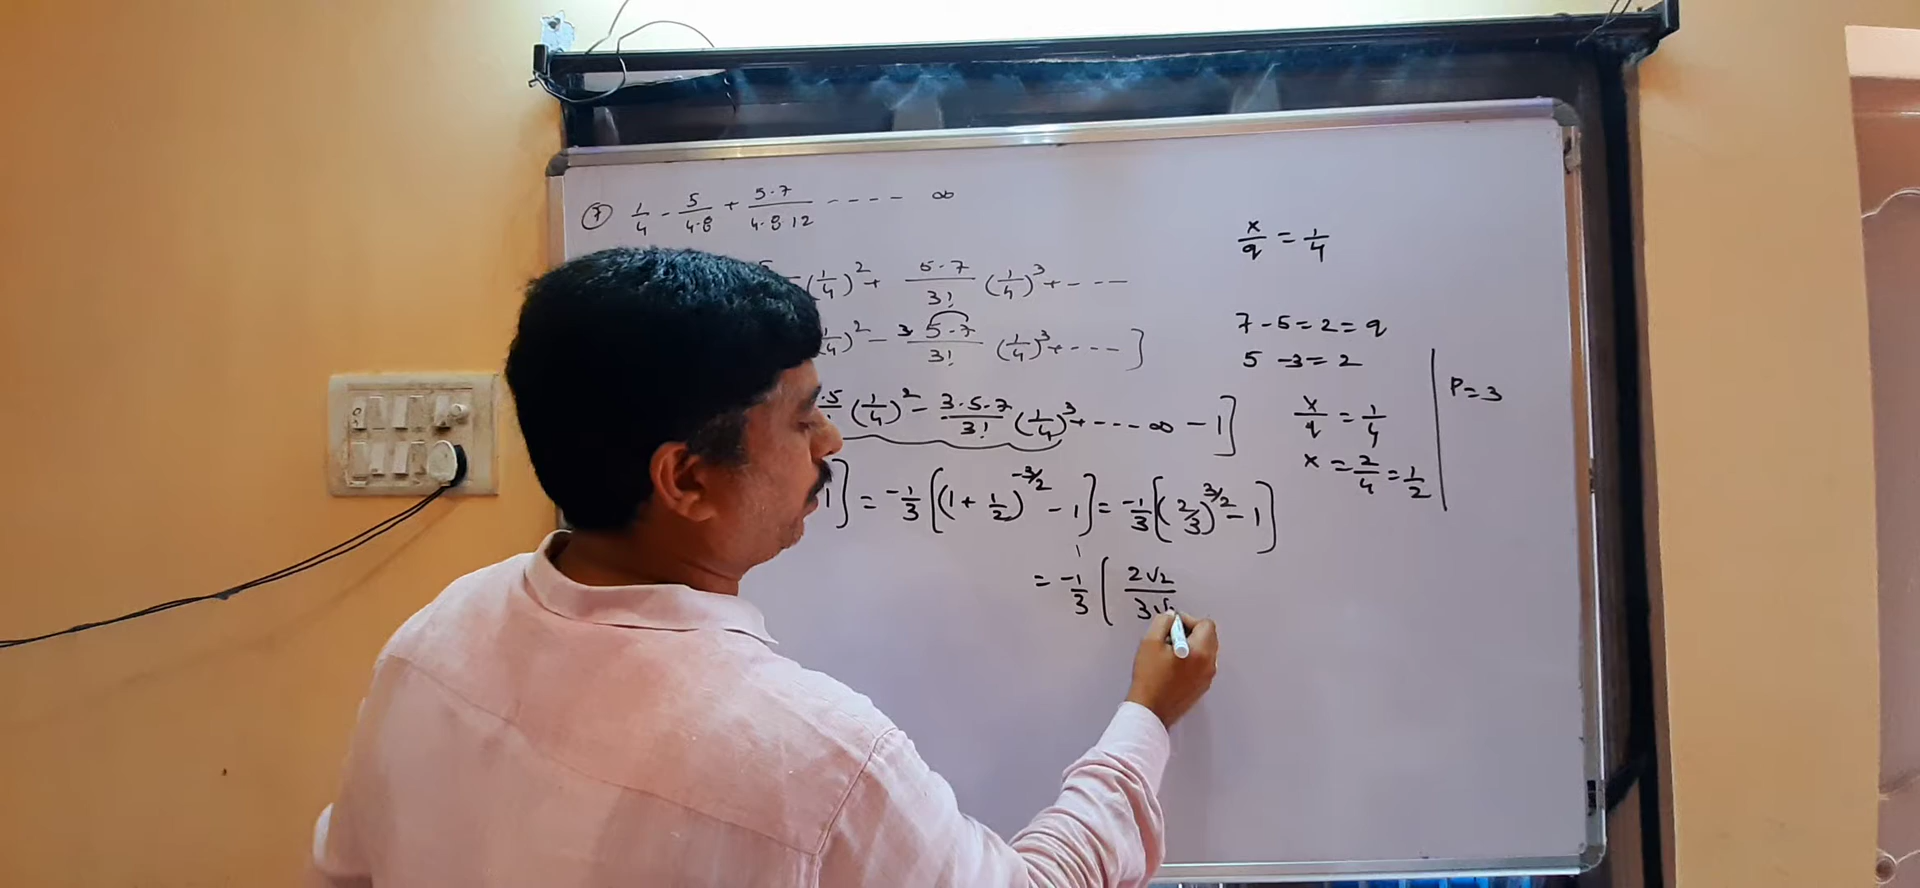 ⑦ 1/4 - 5/4·8 + 5·7/4·8·12 ---- ∞
x/q = 1/4
(1/4)² + 5·7/3! (1/4)³ + ----
7 - 5 = 2 = q
)² - 3·5·7/3! (1/4)³ + --- ]
5 - 3 = 2
P = 3
·5/! (1/4)² - 3·5·7/3! (1/4)³ + ---- ∞ - 1]
x/q = 1/4
x = 2/4 = 1/2
1] = -1/3 [(1 + 1/2)^-3/2 - 1] = -1/3 [(2/3)^3/2 - 1]
= -1/3 [ 2√2/3√